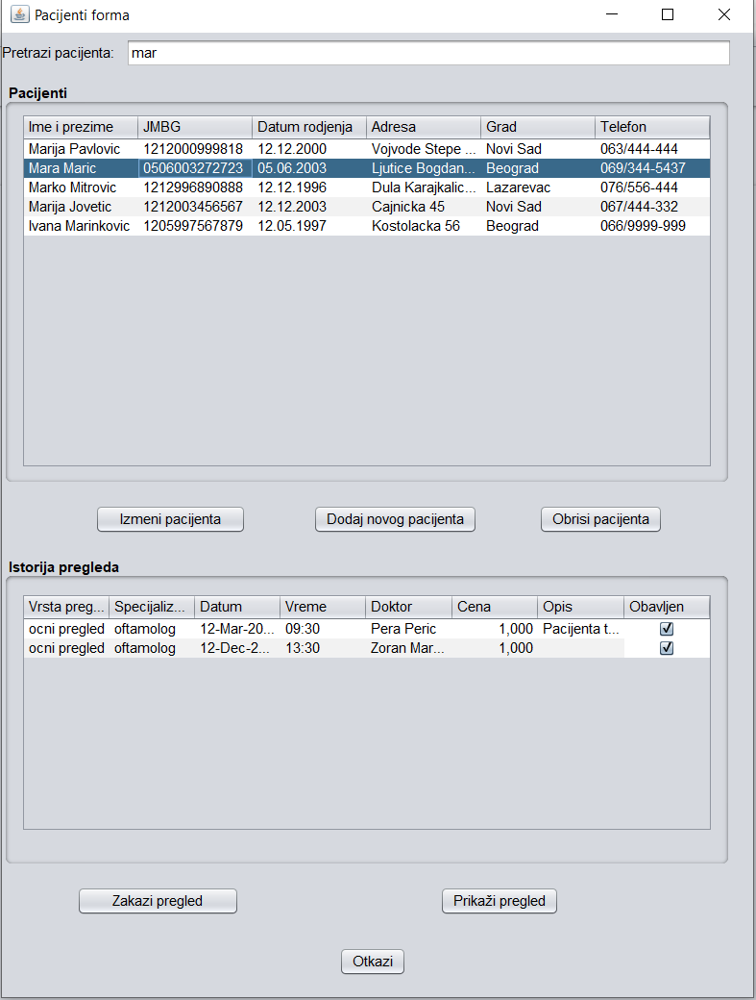 Pacijenti forma
Pretrazi pacijenta: mar
Pacijenti
Ime i prezime JMBG Datum rodjenja Adresa Grad Telefon
Marija Pavlovic 1212000999818 12.12.2000 Vojvode Stepe ... Novi Sad 063/444-444
Mara Maric 0506003272723 05.06.2003 Ljutice Bogdan... Beograd 069/344-5437
Marko Mitrovic 1212996890888 12.12.1996 Dula Karajkalic... Lazarevac 076/556-444
Marija Jovetic 1212003456567 12.12.2003 Cajnicka 45 Novi Sad 067/444-332
Ivana Marinkovic 1205997567879 12.05.1997 Kostolacka 56 Beograd 066/9999-999
Izmeni pacijenta Dodaj novog pacijenta Obrisi pacijenta
Istorija pregleda
Vrsta preg... Specijaliz... Datum Vreme Doktor Cena Opis Obavljen
ocni pregled oftamolog 12-Mar-20... 09:30 Pera Peric 1,000 Pacijenta t...
ocni pregled oftamolog 12-Dec-2... 13:30 Zoran Mar... 1,000
Zakazi pregled Prikaži pregled
Otkazi